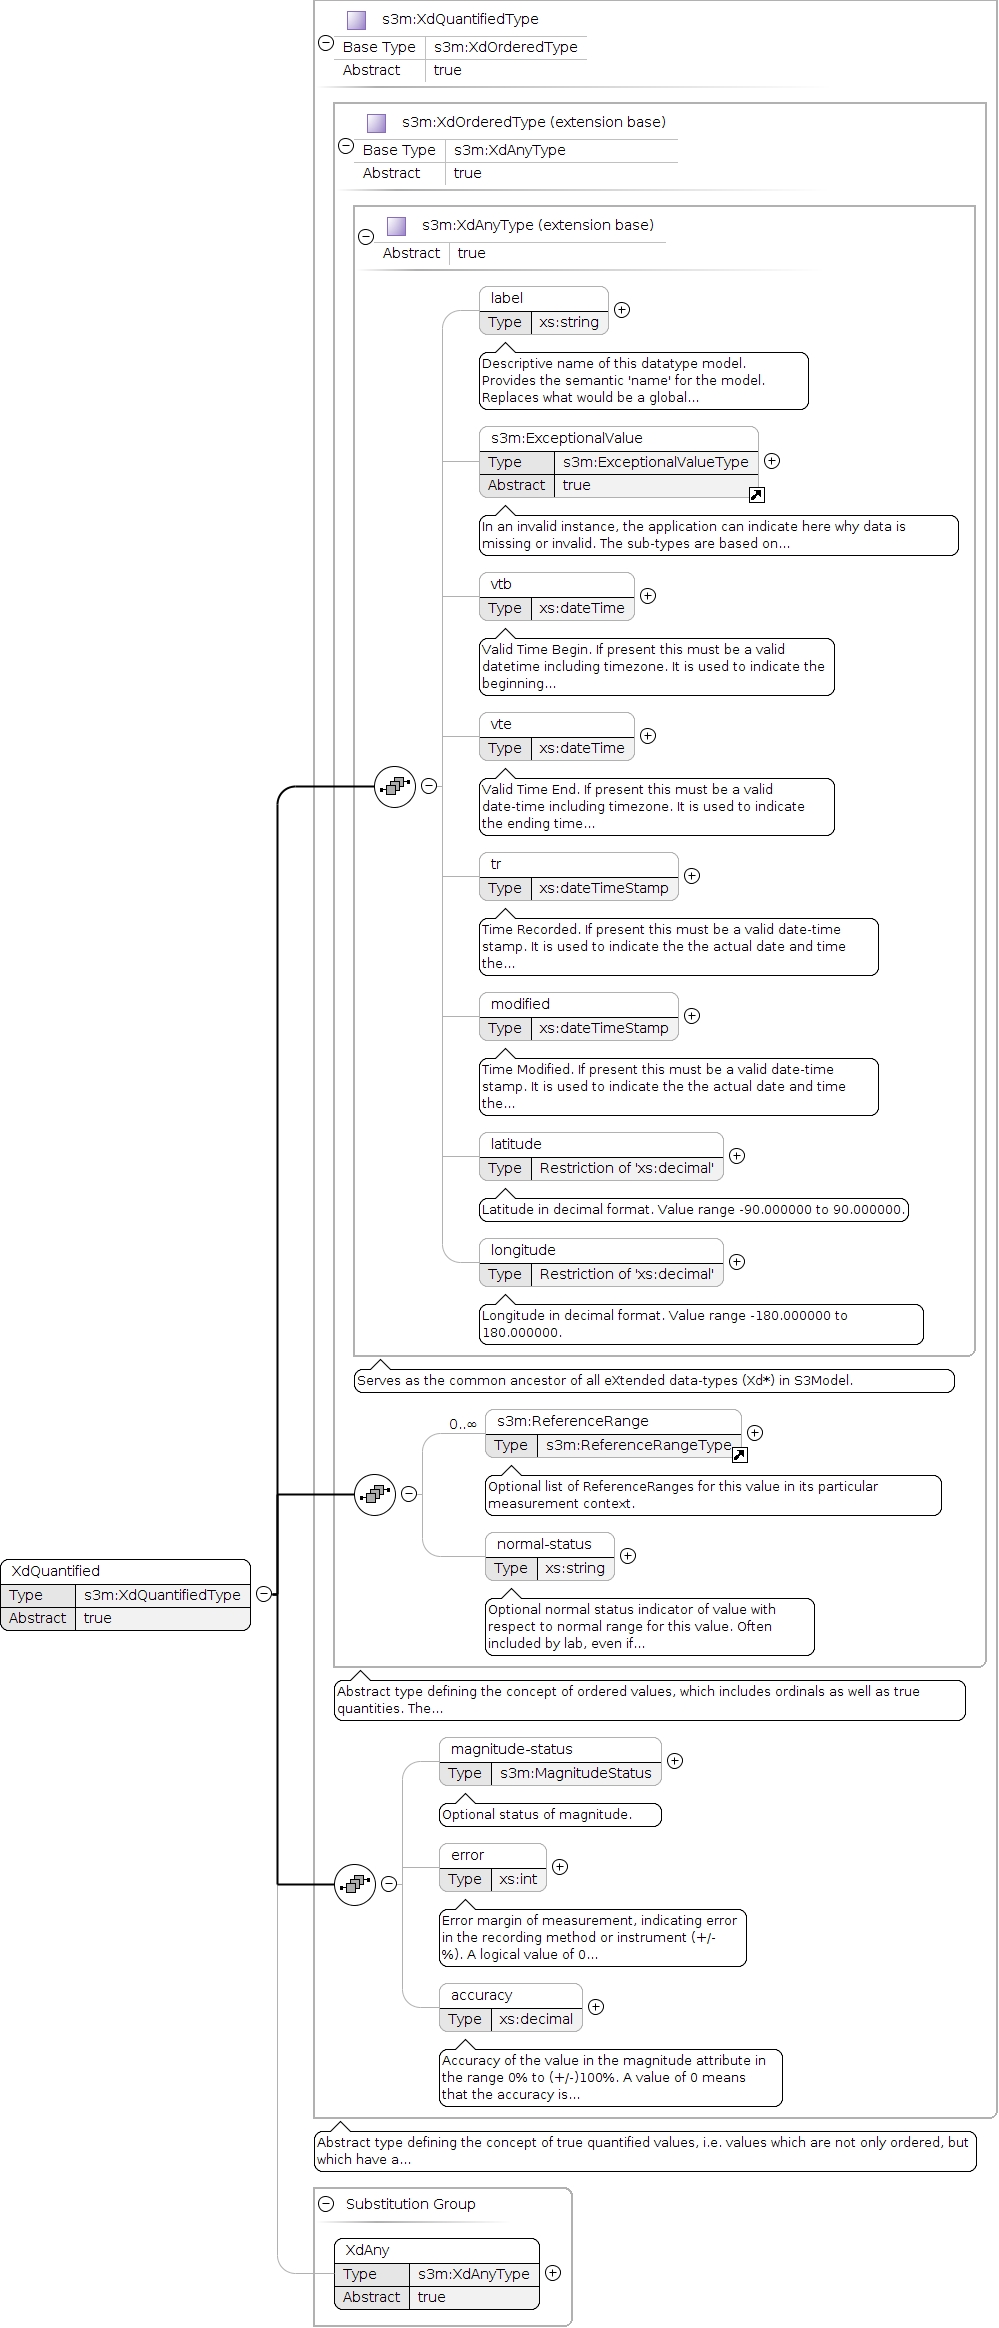 s3m:XdQuantifiedType
Base Type s3m:XdOrderedType
Abstract true
s3m:XdOrderedType (extension base)
Base Type s3m:XdAnyType
Abstract true
s3m:XdAnyType (extension base)
Abstract true
label
Type xs:string
Descriptive name of this datatype model.
Provides the semantic 'name' for the model.
Replaces what would be a global...
s3m:ExceptionalValue
Type s3m:ExceptionalValueType
Abstract true
In an invalid instance, the application can indicate here why data is
missing or invalid. The sub-types are based on...
vtb
Type xs:dateTime
Valid Time Begin. If present this must be a valid
datetime including timezone. It is used to indicate the
beginning...
vte
Type xs:dateTime
Valid Time End. If present this must be a valid
date-time including timezone. It is used to indicate
the ending time...
tr
Type xs:dateTimeStamp
Time Recorded. If present this must be a valid date-time
stamp. It is used to indicate the the actual date and time
the...
modified
Type xs:dateTimeStamp
Time Modified. If present this must be a valid date-time
stamp. It is used to indicate the the actual date and time
the...
latitude
Type Restriction of 'xs:decimal'
Latitude in decimal format. Value range -90.000000 to 90.000000.
longitude
Type Restriction of 'xs:decimal'
Longitude in decimal format. Value range -180.000000 to
180.000000.
Serves as the common ancestor of all eXtended data-types (Xd*) in S3Model.
0..∞
s3m:ReferenceRange
Type s3m:ReferenceRangeType
Optional list of ReferenceRanges for this value in its particular
measurement context.
normal-status
Type xs:string
Optional normal status indicator of value with
respect to normal range for this value. Often
included by lab, even if...
XdQuantified
Type s3m:XdQuantifiedType
Abstract true
Abstract type defining the concept of ordered values, which includes ordinals as well as true
quantities. The...
magnitude-status
Type s3m:MagnitudeStatus
Optional status of magnitude.
error
Type xs:int
Error margin of measurement, indicating error
in the recording method or instrument (+/-
%). A logical value of 0...
accuracy
Type xs:decimal
Accuracy of the value in the magnitude attribute in
the range 0% to (+/-)100%. A value of 0 means
that the accuracy is...
Abstract type defining the concept of true quantified values, i.e. values which are not only ordered, but
which have a...
Substitution Group
XdAny
Type s3m:XdAnyType
Abstract true